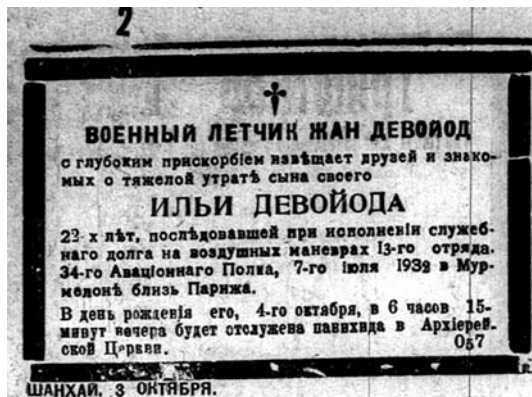 2
ВОЕННЫЙ ЛЕТЧИК ЖАН ДЕВОЙОД
с глубоким прискорбіем извѣщает друзей и знако-
мых о тяжелой утратѣ сына своего
ИЛЬИ ДЕВОЙОДА
22-х лѣт, послѣдовавшей при исполненіи служеб-
наго долга на воздушных маневрах 13-го отряда.
34-го Аваціоннаго Полка, 7-го іюля 1932 в Мур-
медонѣ близь Парижа.
В день рожденія его, 4-го октября, в 6 часов 15-
минут вечера будет отслужена панихида в Архіерей-
ской Церкви. 057
ШАНХАЙ, 3 ОКТЯБРЯ.